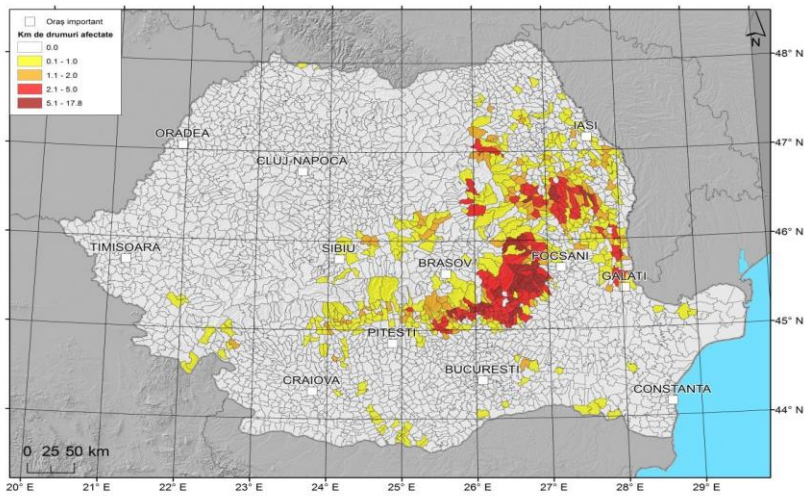 Oraş important
Km de drumuri afectate
0.0
0.1 - 1.0
1.1 - 2.0
2.1 - 5.0
5.1 - 17.8
N
48° N
IASI
ORADEA
47° N
CLUJ-NAPOCA
46° N
TIMISOARA
SIBIU
BRASOV
FOCSANI
GALATI
45° N
PITESTI
CRAIOVA
BUCURESTI
CONSTANTA
44° N
0 25 50 km
20° E 21° E 22° E 23° E 24° E 25° E 26° E 27° E 28° E 29° E